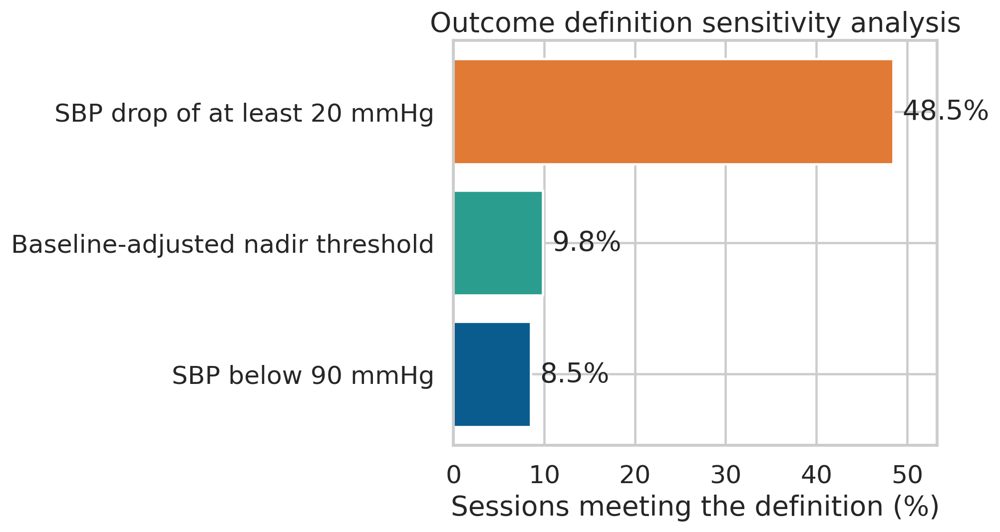 Outcome definition sensitivity analysis
SBP drop of at least 20 mmHg
48.5%
Baseline-adjusted nadir threshold
9.8%
SBP below 90 mmHg
8.5%
0 10 20 30 40 50
Sessions meeting the definition (%)